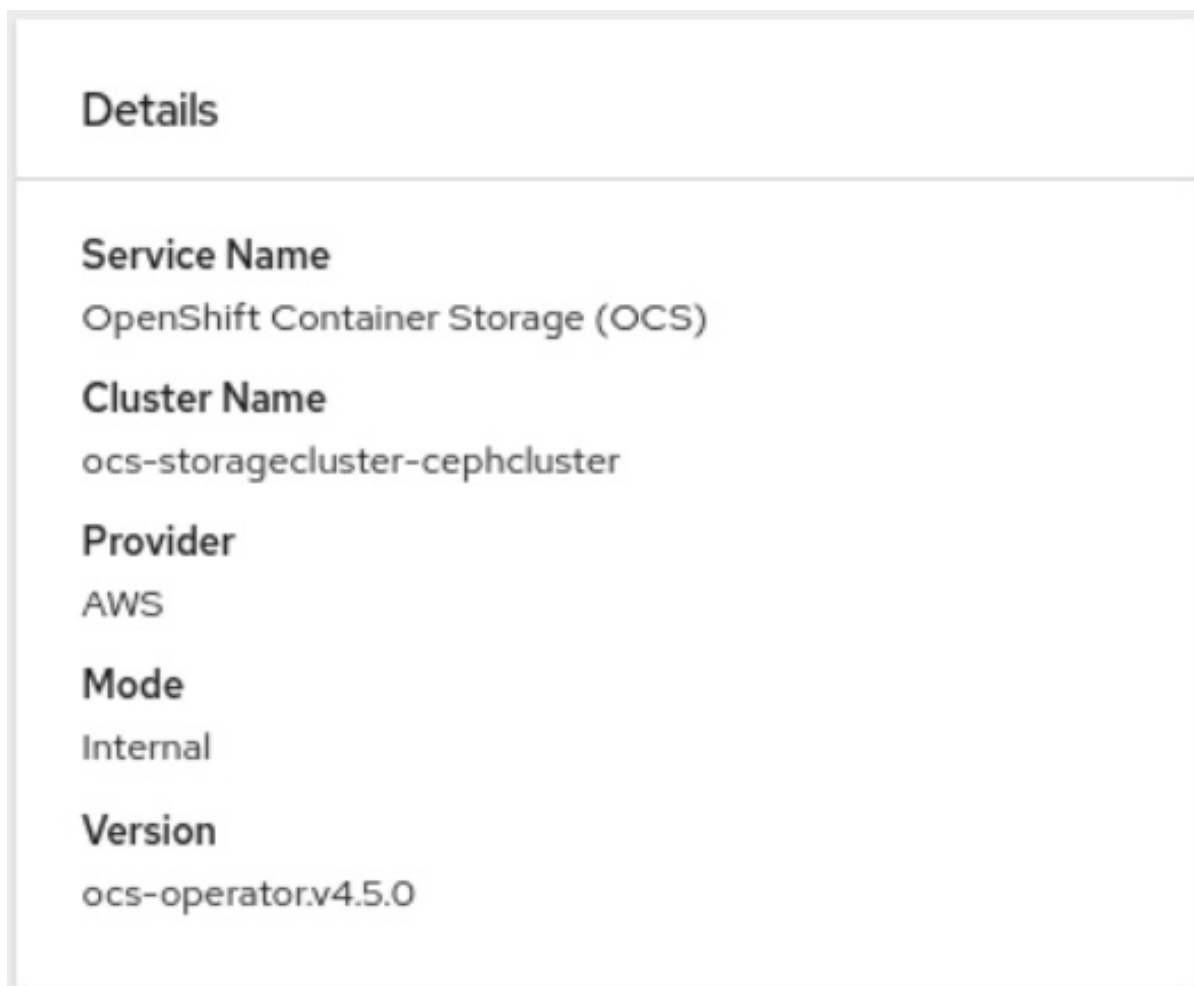 Details
Service Name
OpenShift Container Storage (OCS)
Cluster Name
ocs-storagecluster-cephcluster
Provider
AWS
Mode
Internal
Version
ocs-operator.v4.5.0